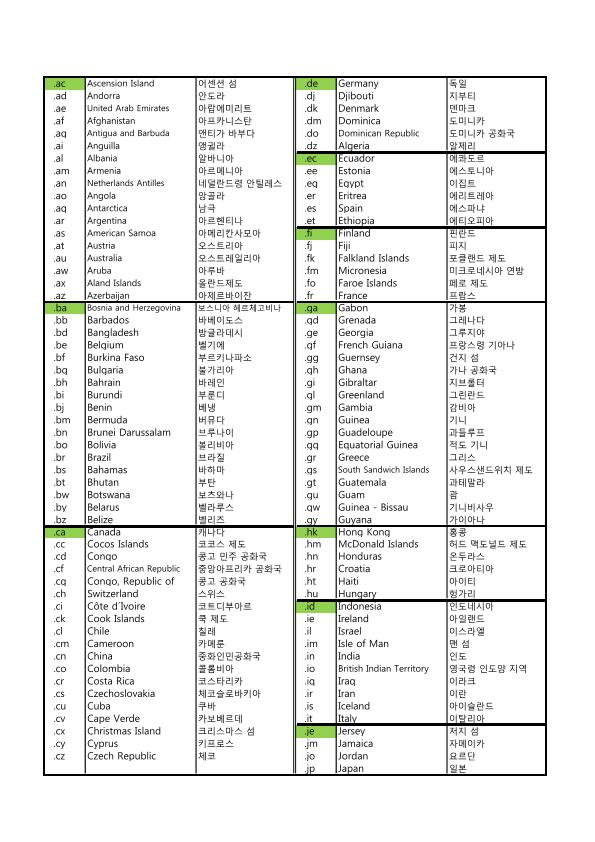 .ac Ascension Island 어센션 섬
.ad Andorra 안도라
.ae United Arab Emirates 아랍에미리트
.af Afghanistan 아프카니스탄
.ag Antigua and Barbuda 앤티가 바부다
.ai Anguilla 앵귈라
.al Albania 알바니아
.am Armenia 아르메니아
.an Netherlands Antilles 네덜란드령 안틸레스
.ao Angola 앙골라
.aq Antarctica 남극
.ar Argentina 아르헨티나
.as American Samoa 아메리칸사모아
.at Austria 오스트리아
.au Australia 오스트레일리아
.aw Aruba 아루바
.ax Aland Islands 올란드제도
.az Azerbaijan 아제르바이잔
.ba Bosnia and Herzegovina 보스니아 헤르체고비나
.bb Barbados 바베이도스
.bd Bangladesh 방글라데시
.be Belgium 벨기에
.bf Burkina Faso 부르키나파소
.bg Bulgaria 불가리아
.bh Bahrain 바레인
.bi Burundi 부룬디
.bj Benin 베냉
.bm Bermuda 버뮤다
.bn Brunei Darussalam 브루나이
.bo Bolivia 볼리비아
.br Brazil 브라질
.bs Bahamas 바하마
.bt Bhutan 부탄
.bw Botswana 보츠와나
.by Belarus 벨라루스
.bz Belize 벨리즈
.ca Canada 캐나다
.cc Cocos Islands 코코스 제도
.cd Congo 콩고 민주 공화국
.cf Central African Republic 중앙아프리카 공화국
.cg Congo, Republic of 콩고 공화국
.ch Switzerland 스위스
.ci Côte d'Ivoire 코트디부아르
.ck Cook Islands 쿡 제도
.cl Chile 칠레
.cm Cameroon 카메룬
.cn China 중화인민공화국
.co Colombia 콜롬비아
.cr Costa Rica 코스타리카
.cs Czechoslovakia 체코슬로바키아
.cu Cuba 쿠바
.cv Cape Verde 카보베르데
.cx Christmas Island 크리스마스 섬
.cy Cyprus 키프로스
.cz Czech Republic 체코
.de Germany 독일
.dj Djibouti 지부티
.dk Denmark 덴마크
.dm Dominica 도미니카
.do Dominican Republic 도미니카 공화국
.dz Algeria 알제리
.ec Ecuador 에콰도르
.ee Estonia 에스토니아
.eg Egypt 이집트
.er Eritrea 에리트레아
.es Spain 에스파냐
.et Ethiopia 에티오피아
.fi Finland 핀란드
.fj Fiji 피지
.fk Falkland Islands 포클랜드 제도
.fm Micronesia 미크로네시아 연방
.fo Faroe Islands 페로 제도
.fr France 프랑스
.ga Gabon 가봉
.gd Grenada 그레나다
.ge Georgia 그루지야
.gf French Guiana 프랑스령 기아나
.gg Guernsey 건지 섬
.gh Ghana 가나 공화국
.gi Gibraltar 지브롤터
.gl Greenland 그린란드
.gm Gambia 감비아
.gn Guinea 기니
.gp Guadeloupe 과들루프
.gq Equatorial Guinea 적도 기니
.gr Greece 그리스
.gs South Sandwich Islands 사우스샌드위치 제도
.gt Guatemala 과테말라
.gu Guam 괌
.gw Guinea - Bissau 기니비사우
.gy Guyana 가이아나
.hk Hong Kong 홍콩
.hm McDonald Islands 허드 맥도널드 제도
.hn Honduras 온두라스
.hr Croatia 크로아티아
.ht Haiti 아이티
.hu Hungary 헝가리
.id Indonesia 인도네시아
.ie Ireland 아일랜드
.il Israel 이스라엘
.im Isle of Man 맨 섬
.in India 인도
.io British Indian Territory 영국령 인도양 지역
.iq Iraq 이라크
.ir Iran 이란
.is Iceland 아이슬란드
.it Italy 이탈리아
.je Jersey 저지 섬
.jm Jamaica 자메이카
.jo Jordan 요르단
.jp Japan 일본